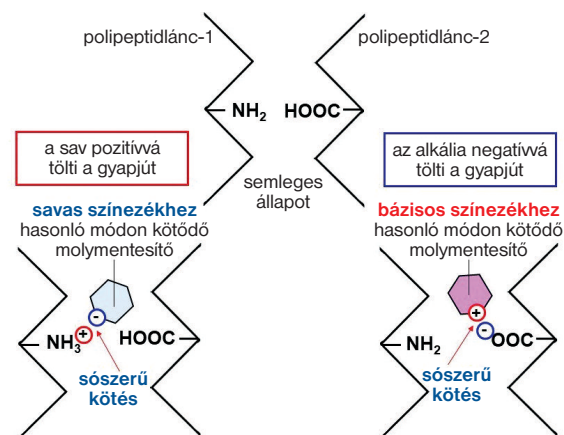 polipeptidlánc-1
polipeptidlánc-2
NH2
HOOC
a sav pozitívvá
tölti a gyapjút
semleges
állapot
az alkália negatívvá
tölti a gyapjút
savas színezékhez
hasonló módon kötődő
molymentesítő
bázisos színezékhez
hasonló módon kötődő
molymentesítő
-
NH3 +
HOOC
sószerű
kötés
+
NH2
- OOC
sószerű
kötés